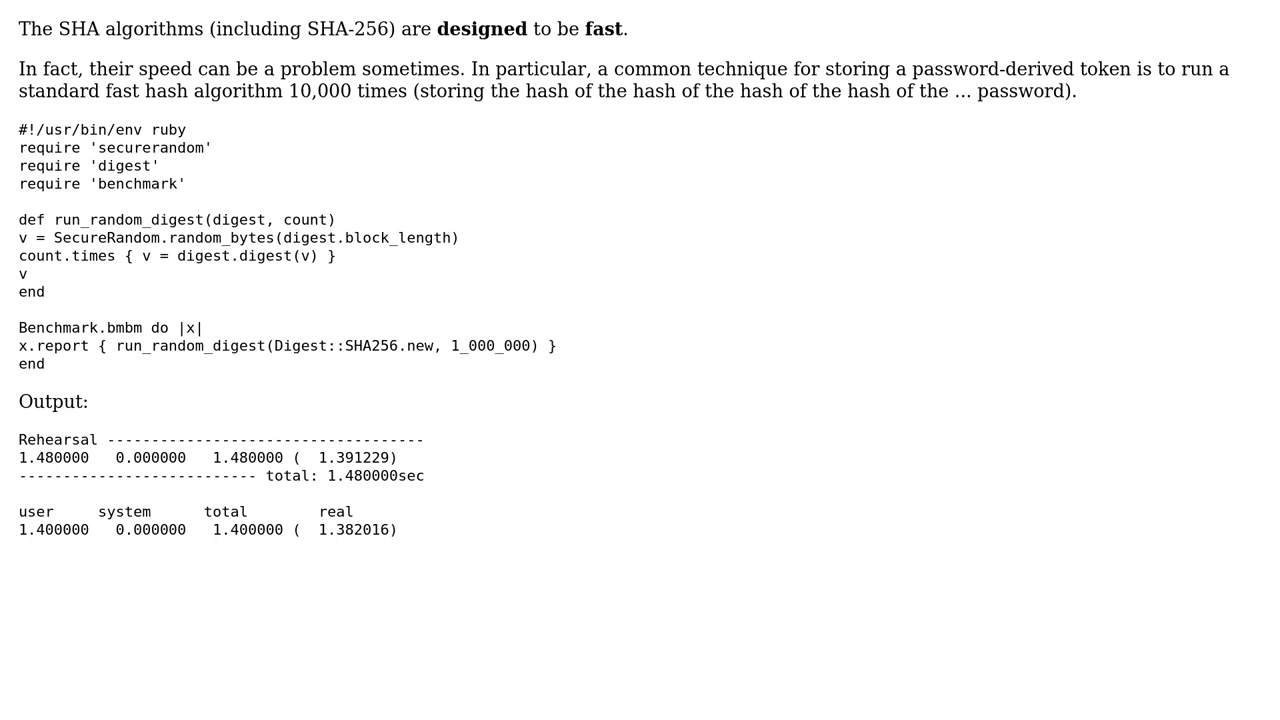 The SHA algorithms (including SHA-256) are designed to be fast.
In fact, their speed can be a problem sometimes. In particular, a common technique for storing a password-derived token is to run a
standard fast hash algorithm 10,000 times (storing the hash of the hash of the hash of the hash of the ... password).
#!/usr/bin/env ruby
require 'securerandom'
require 'digest'
require 'benchmark'
def run_random_digest(digest, count)
v = SecureRandom.random_bytes(digest.block_length)
count.times { v = digest.digest(v) }
v
end
Benchmark.bmbm do |x|
x.report { run_random_digest(Digest::SHA256.new, 1_000_000) }
end
Output:
Rehearsal ------------------------------------
1.480000   0.000000   1.480000 (  1.391229)
--------------------------- total: 1.480000sec
user     system      total        real
1.400000   0.000000   1.400000 (  1.382016)